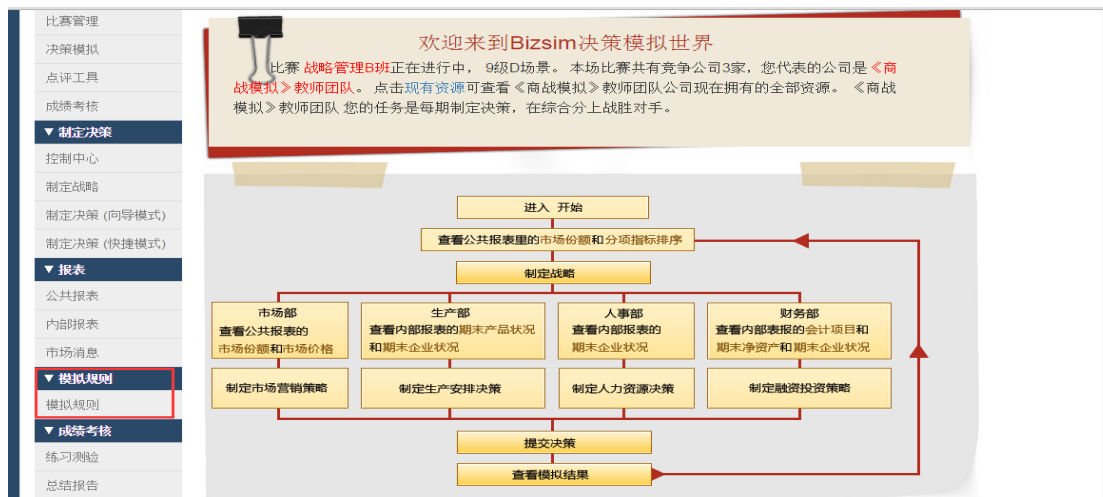 比赛管理
决策模拟
点评工具
成绩考核
▼ 制定决策
控制中心
制定战略
制定决策 (向导模式)
制定决策 (快捷模式)
▼ 报表
公共报表
内部报表
市场消息
▼ 模拟规则
模拟规则
▼ 成绩考核
练习测验
总结报告
欢迎来到Bizsim决策模拟世界
比赛 战略管理B班正在进行中， 9级D场景。 本场比赛共有竞争公司3家，您代表的公司是《商
战模拟》教师团队。 点击现有资源可查看《商战模拟》教师团队公司现在拥有的全部资源。 《商战
模拟》教师团队 您的任务是每期制定决策，在综合分上战胜对手。
进入 开始
查看公共报表里的市场份额和分项指标排序
制定战略
市场部
查看公共报表的
市场份额和市场价格
生产部
查看内部报表的期末产品状况
和期末企业状况
人事部
查看内部报表的
期末企业状况
财务部
查看内部表报的会计项目和
期末净资产和期末企业状况
制定市场营销策略
制定生产安排决策
制定人力资源决策
制定融资投资策略
提交决策
查看模拟结果